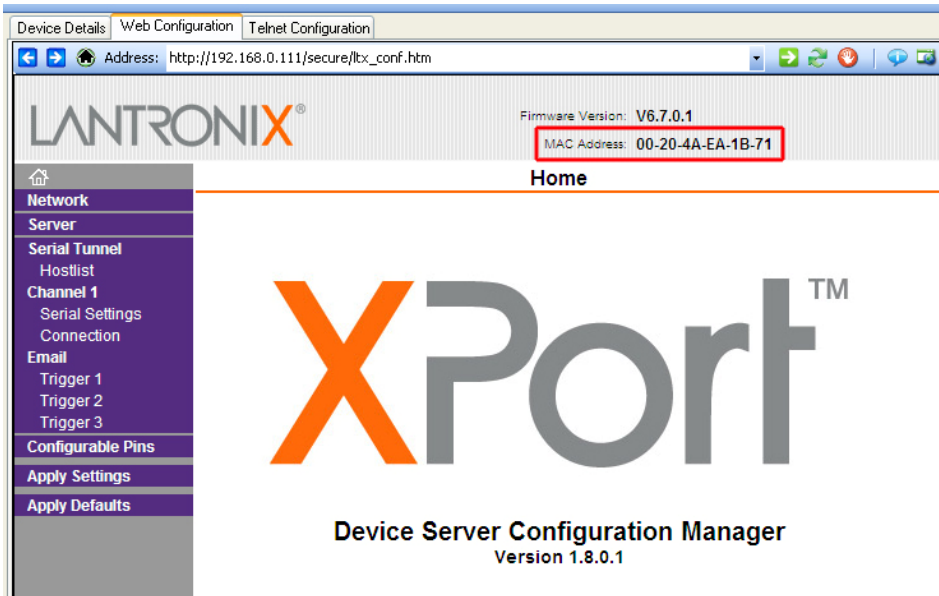 Device Details Web Configuration Telnet Configuration
Address: http://192.168.0.111/secure/ltx_conf.htm
LANTRONIX®
Firmware Version: V6.7.0.1
MAC Address: 00-20-4A-EA-1B-71
Home
Network
Server
Serial Tunnel
Hostlist
Channel 1
Serial Settings
Connection
Email
Trigger 1
Trigger 2
Trigger 3
Configurable Pins
Apply Settings
Apply Defaults
XPort™
Device Server Configuration Manager
Version 1.8.0.1